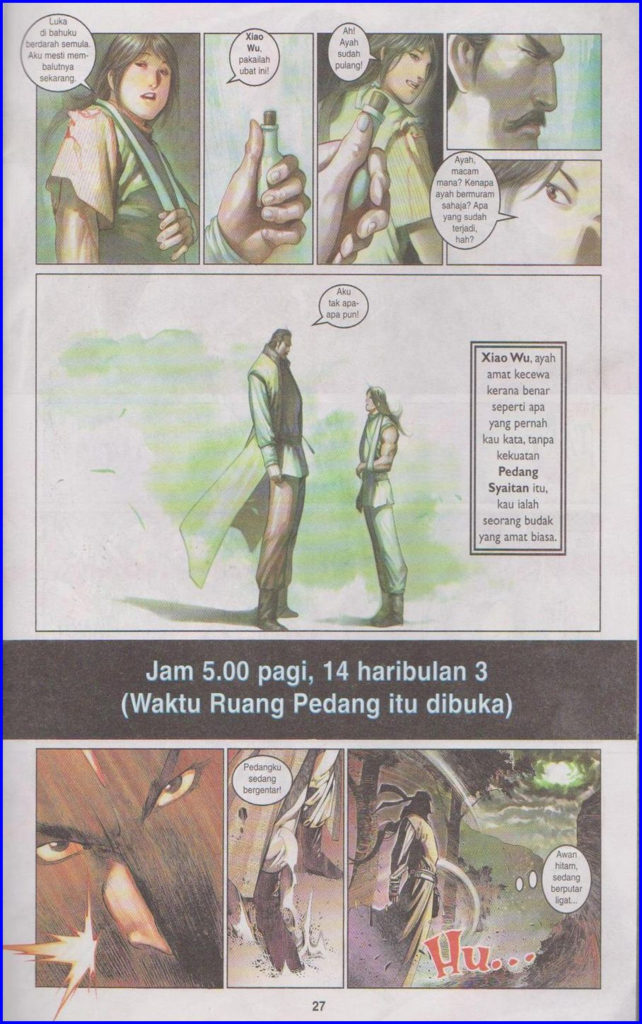 Luka
di bahuku
berdarah semula.
Aku mesti mem-
balutnya
sekarang.
Xiao
Wu,
pakailah
ubat ini!
Ah!
Ayah
sudah
pulang!
Ayah,
macam
mana? Kenapa
ayah bermuram
sahaja? Apa
yang sudah
terjadi,
hah?
Aku
tak apa-
apa pun!
Xiao Wu, ayah
amat kecewa
kerana benar
seperti apa
yang pernah
kau kata, tanpa
kekuatan
Pedang
Syaitan itu,
kau ialah
seorang budak
yang amat biasa.
Jam 5.00 pagi, 14 haribulan 3
(Waktu Ruang Pedang itu dibuka)
Pedangku
sedang
bergentar!
Awan
hitam,
sedang
berputar
ligat...
Hu...
27